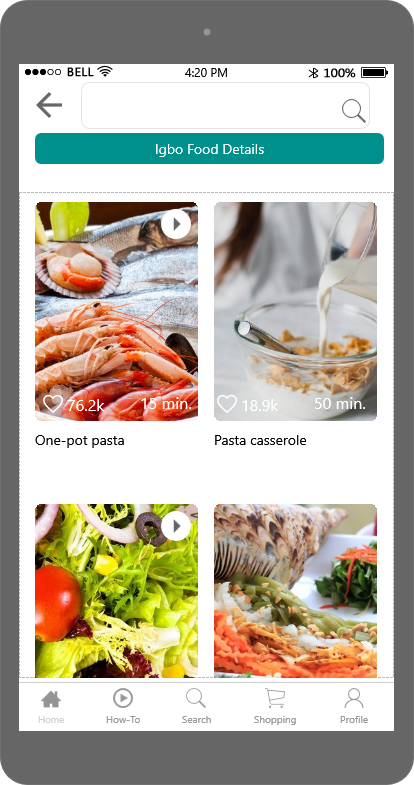 BELL 4:20 PM 100%
Igbo Food Details
76.2k 15 min. 18.9k 50 min.
One-pot pasta Pasta casserole
Home How-To Search Shopping Profile